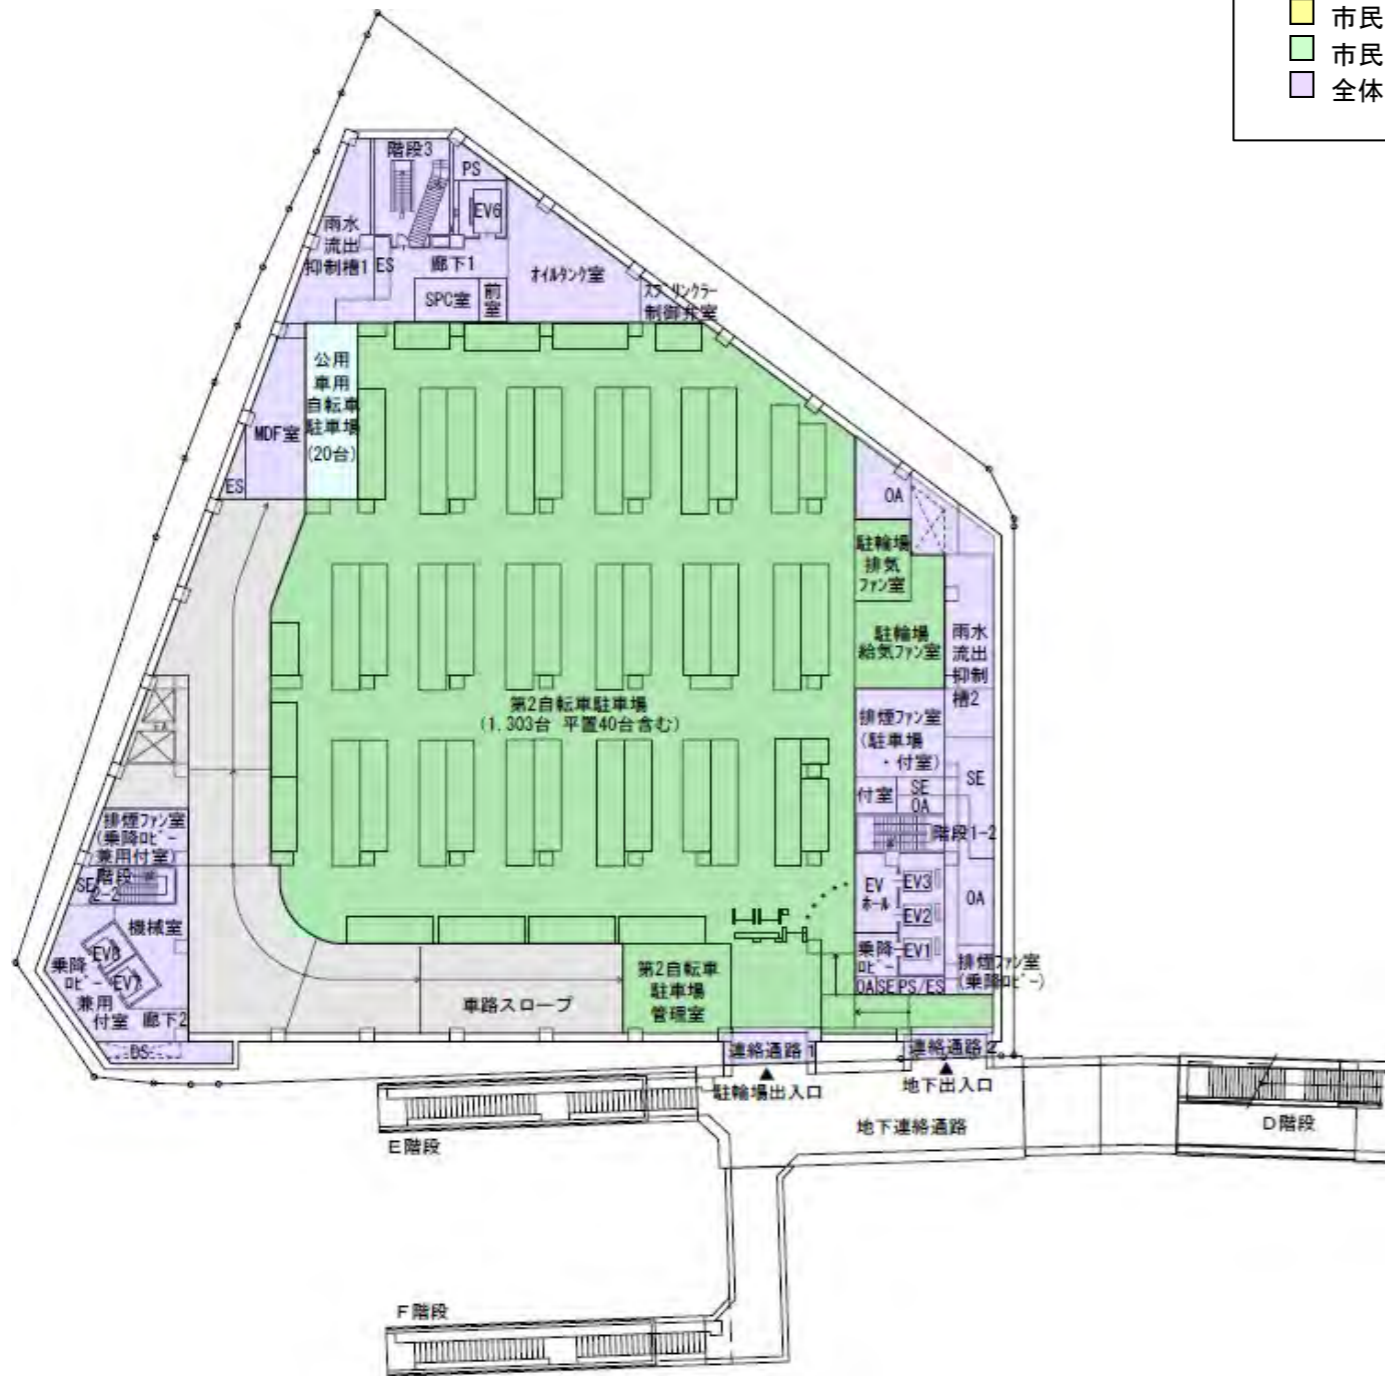 市民
市民
全体
階段3
PS
EV6
雨水
流出
抑制槽1
ES
廊下1
オイルタンク室
SPC室
前
室
スプリンクラー
制御弁室
公用
車用
自転車
駐車場
(20台)
MDF室
ES
OA
駐輪場
排気
ファン室
駐輪場
給気ファン室
雨水
流出
抑制
槽2
第2自転車駐車場
(1,303台 平置40台含む)
排煙ファン室
(駐車場
・付室)
付室
SE
OA
SE
階段1-2
排煙ファン室
(乗降ロビー
兼用付室)
SE
階段
2-2
機械室
EV
ホール
EV3
EV2
EV1
OA
乗降
ロビー
排煙ファン室
(乗降ロビー)
OA
SE
PS/ES
EV8
EV7
乗降
ロビー
兼用
付室
廊下2
DS
車路スロープ
第2自転車
駐車場
管理室
連絡通路1
連絡通路2
▲
駐輪場出入口
▲
地下出入口
地下連絡通路
E階段
D階段
F階段